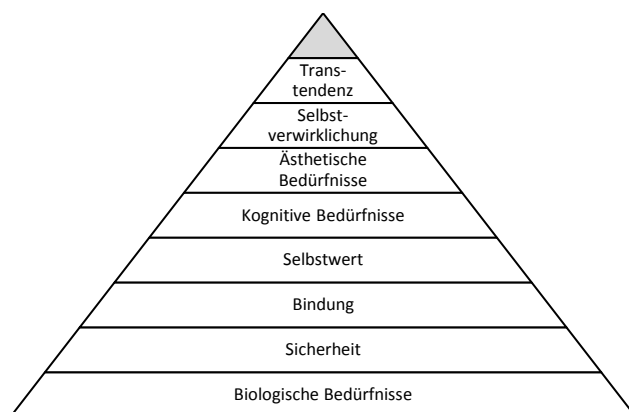 Trans-
tendenz
Selbst-
verwirklichung
Ästhetische
Bedürfnisse
Kognitive Bedürfnisse
Selbstwert
Bindung
Sicherheit
Biologische Bedürfnisse